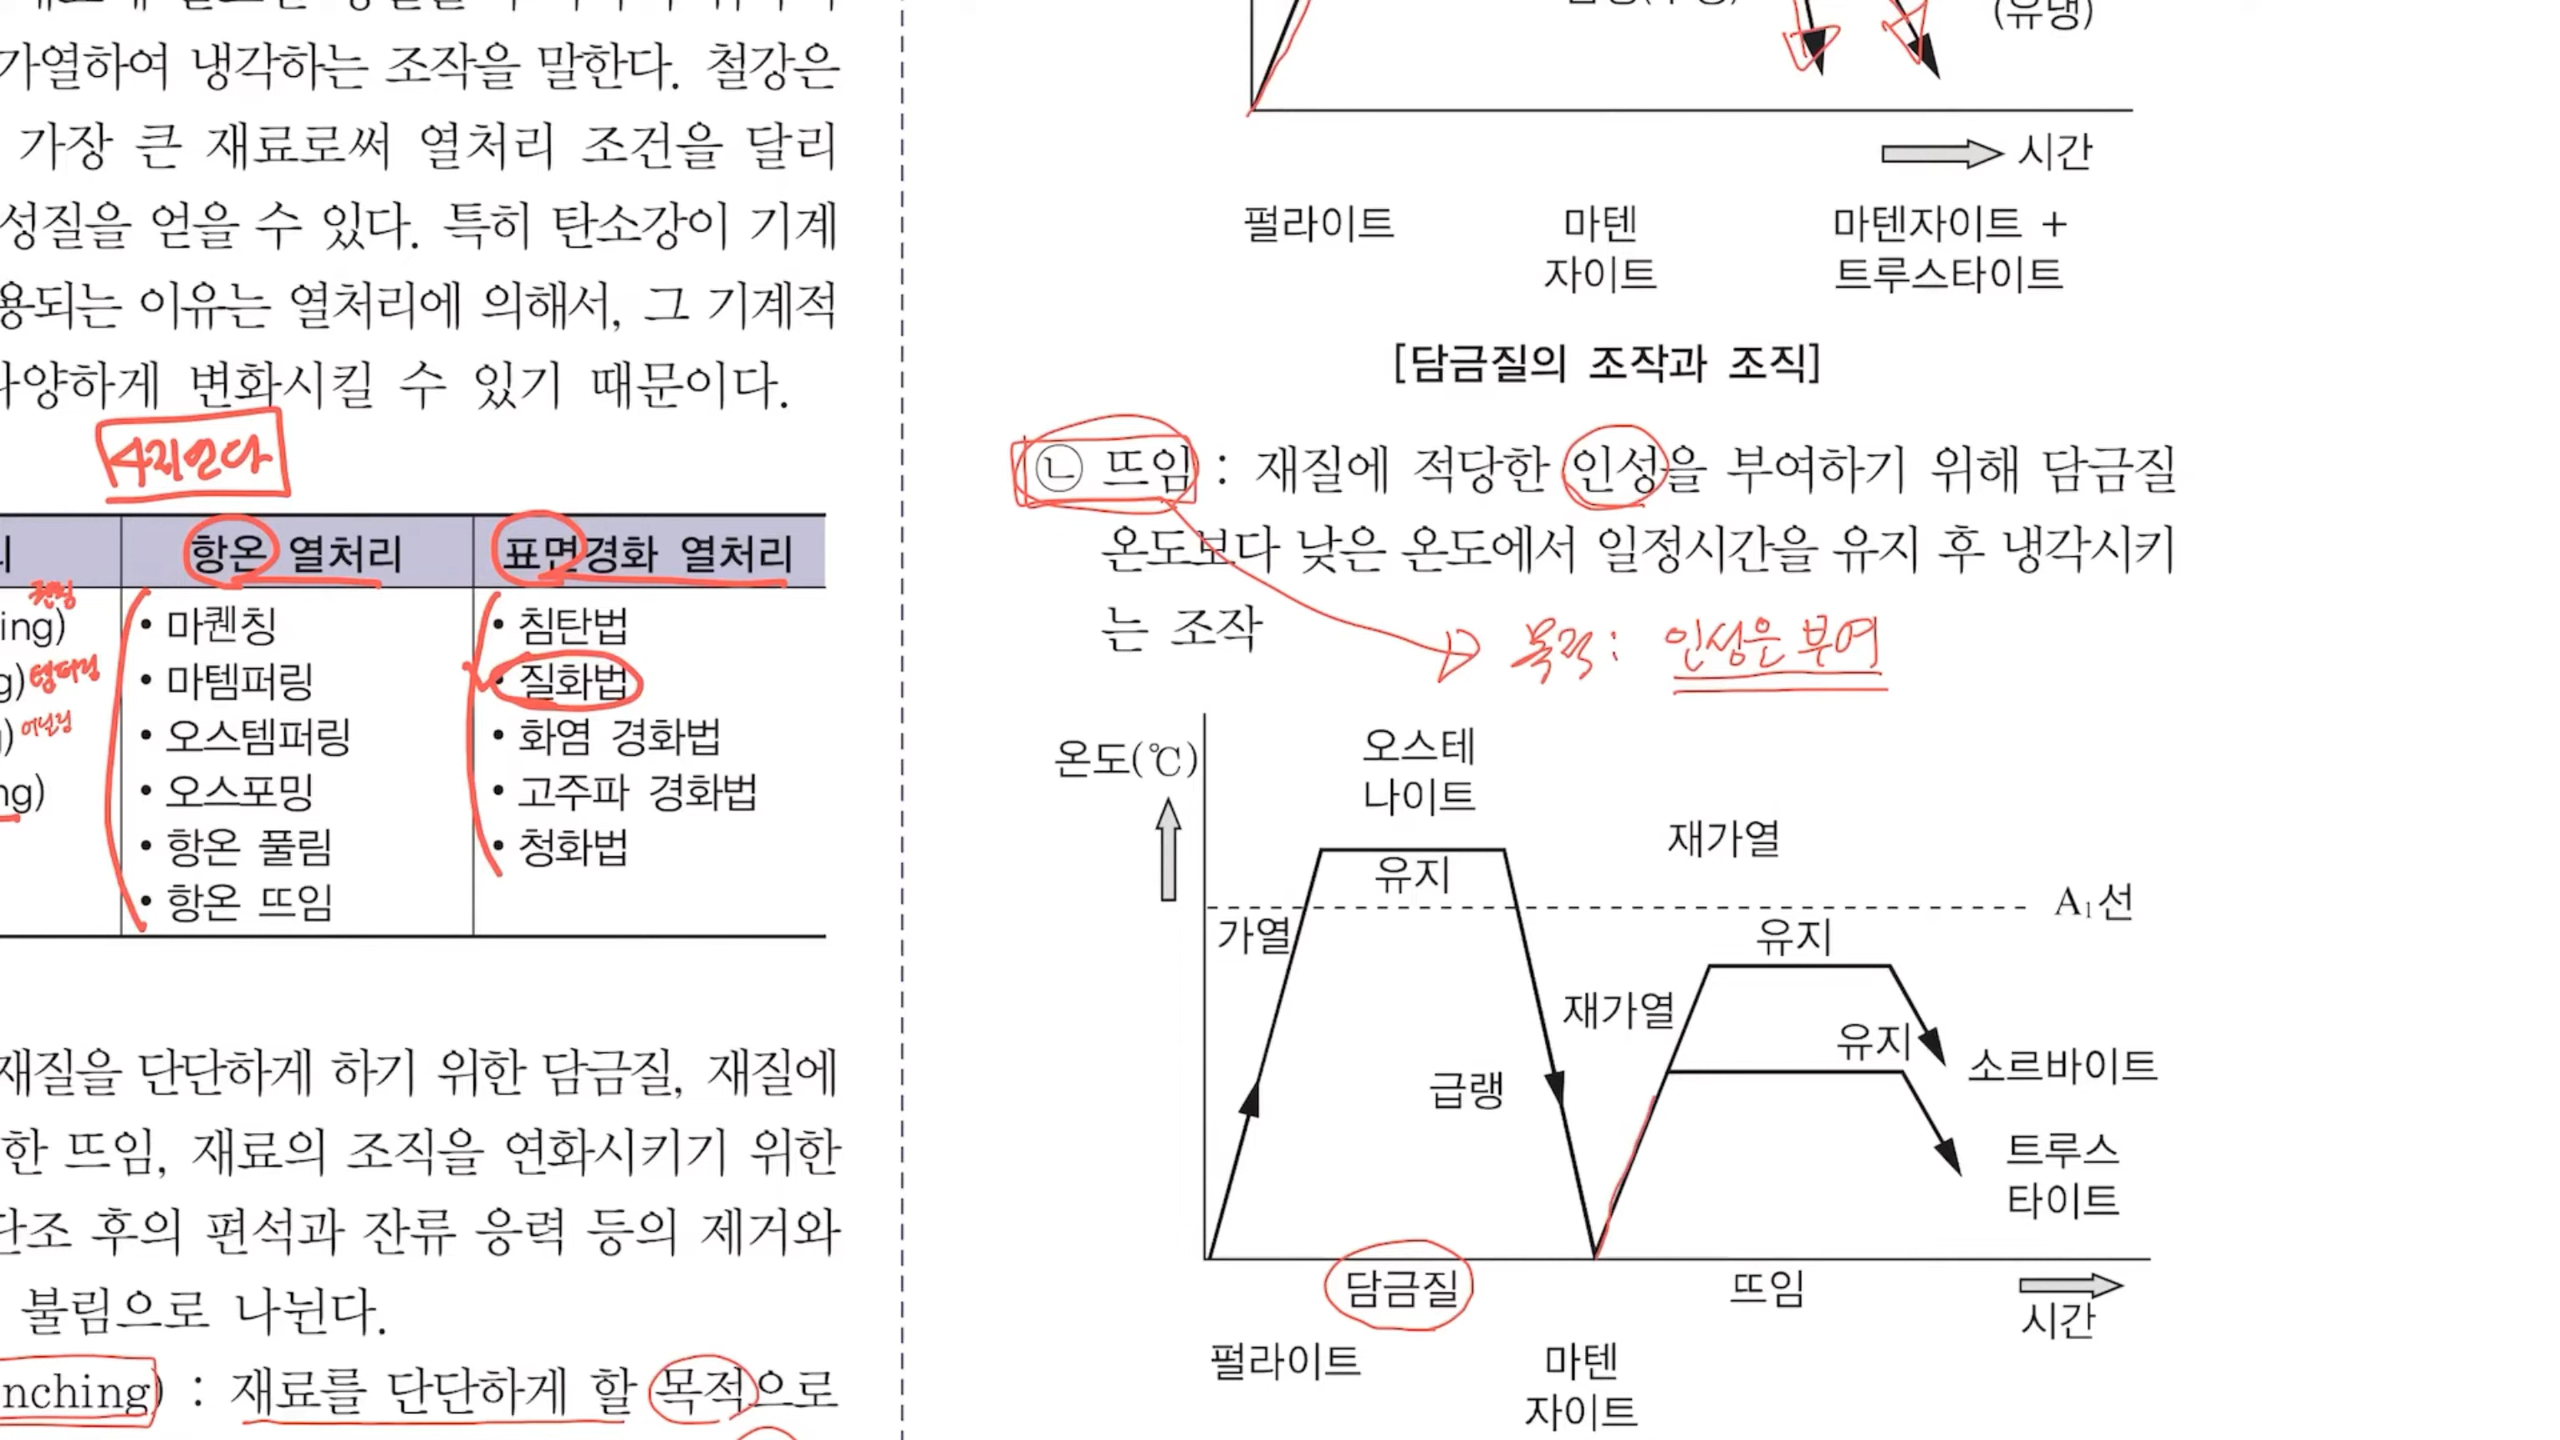 가열하여 냉각하는 조작을 말한다. 철강은
가장 큰 재료로써 열처리 조건을 달리
성질을 얻을 수 있다. 특히 탄소강이 기계
용되는 이유는 열처리에 의해서, 그 기계적
나양하게 변화시킬 수 있기 때문이다.
4지선다
리 항온 열처리 표면경화 열처리
퀜칭
ing) • 마퀜칭 • 침탄법
g) 템퍼링 • 마템퍼링 • 질화법
) 어닐링 • 오스템퍼링 • 화염 경화법
ng) • 오스포밍 • 고주파 경화법
• 항온 풀림 • 청화법
• 항온 뜨임
재질을 단단하게 하기 위한 담금질, 재질에
한 뜨임, 재료의 조직을 연화시키기 위한
단조 후의 편석과 잔류 응력 등의 제거와
불림으로 나뉜다.
nching) : 재료를 단단하게 할 목적으로
(유냉)
시간
펄라이트 마텐 마텐자이트 +
자이트 트루스타이트
[담금질의 조작과 조직]
㉡ 뜨임 : 재질에 적당한 인성을 부여하기 위해 담금질
온도보다 낮은 온도에서 일정시간을 유지 후 냉각시키
는 조작
목적: 인성을 부여
온도(℃) 오스테
나이트
재가열
유지
A₁선
가열
유지
재가열
유지
소르바이트
급랭
트루스
타이트
담금질 뜨임
시간
펄라이트 마텐
자이트